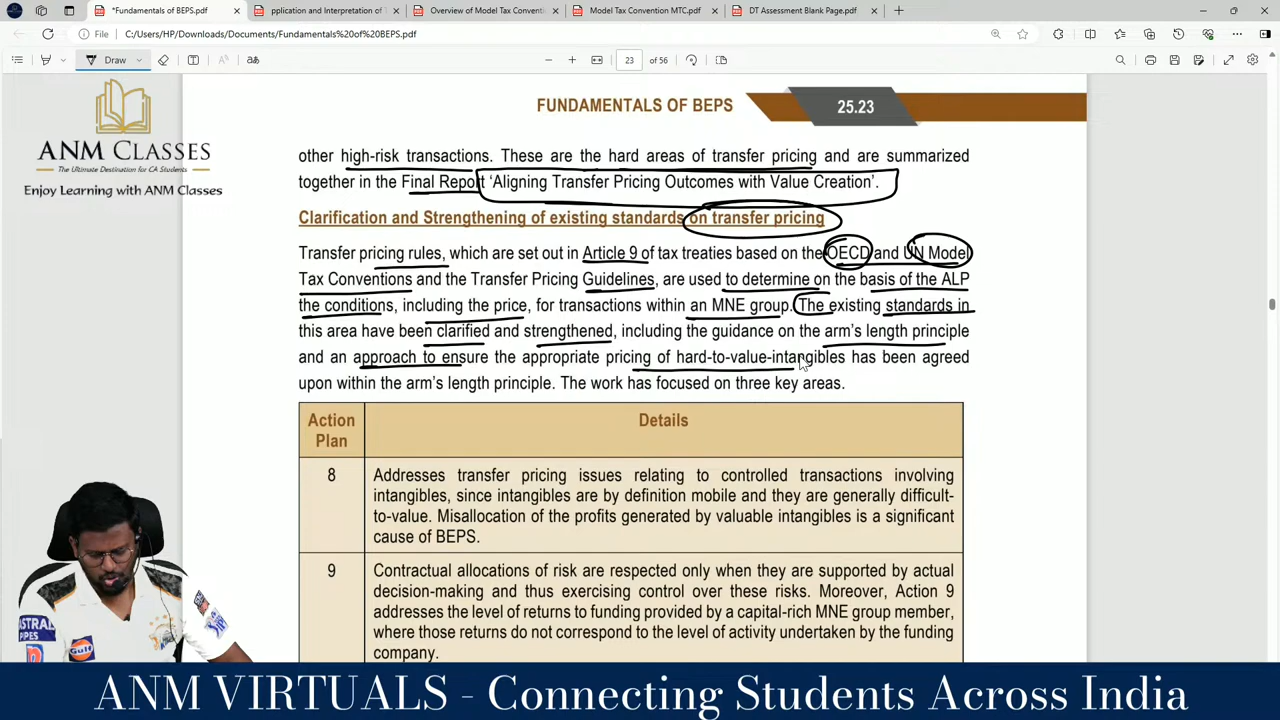 *Fundamentals of BEPS.pdf
pplication and Interpretation of
Overview of Model Tax Conventi
Model Tax Convention MTC.pdf
DT Assessment Blank Page.pdf
File
C:/Users/HP/Downloads/Documents/Fundamentals%20of%20BEPS.pdf
Draw
23 of 56
ANM CLASSES
The Ultimate Destination for CA Students
Enjoy Learning with ANM Classes
FUNDAMENTALS OF BEPS 25.23
other high-risk transactions. These are the hard areas of transfer pricing and are summarized
together in the Final Report ‘Aligning Transfer Pricing Outcomes with Value Creation’.
Clarification and Strengthening of existing standards on transfer pricing
Transfer pricing rules, which are set out in Article 9 of tax treaties based on the OECD and UN Model
Tax Conventions and the Transfer Pricing Guidelines, are used to determine on the basis of the ALP
the conditions, including the price, for transactions within an MNE group. The existing standards in
this area have been clarified and strengthened, including the guidance on the arm’s length principle
and an approach to ensure the appropriate pricing of hard-to-value-intangibles has been agreed
upon within the arm’s length principle. The work has focused on three key areas.
Action Details
Plan
8 Addresses transfer pricing issues relating to controlled transactions involving
intangibles, since intangibles are by definition mobile and they are generally difficult-
to-value. Misallocation of the profits generated by valuable intangibles is a significant
cause of BEPS.
9 Contractual allocations of risk are respected only when they are supported by actual
decision-making and thus exercising control over these risks. Moreover, Action 9
addresses the level of returns to funding provided by a capital-rich MNE group member,
where those returns do not correspond to the level of activity undertaken by the funding
company.
ASTRAL
PIPES
Gulf
ANM VIRTUALS - Connecting Students Across India